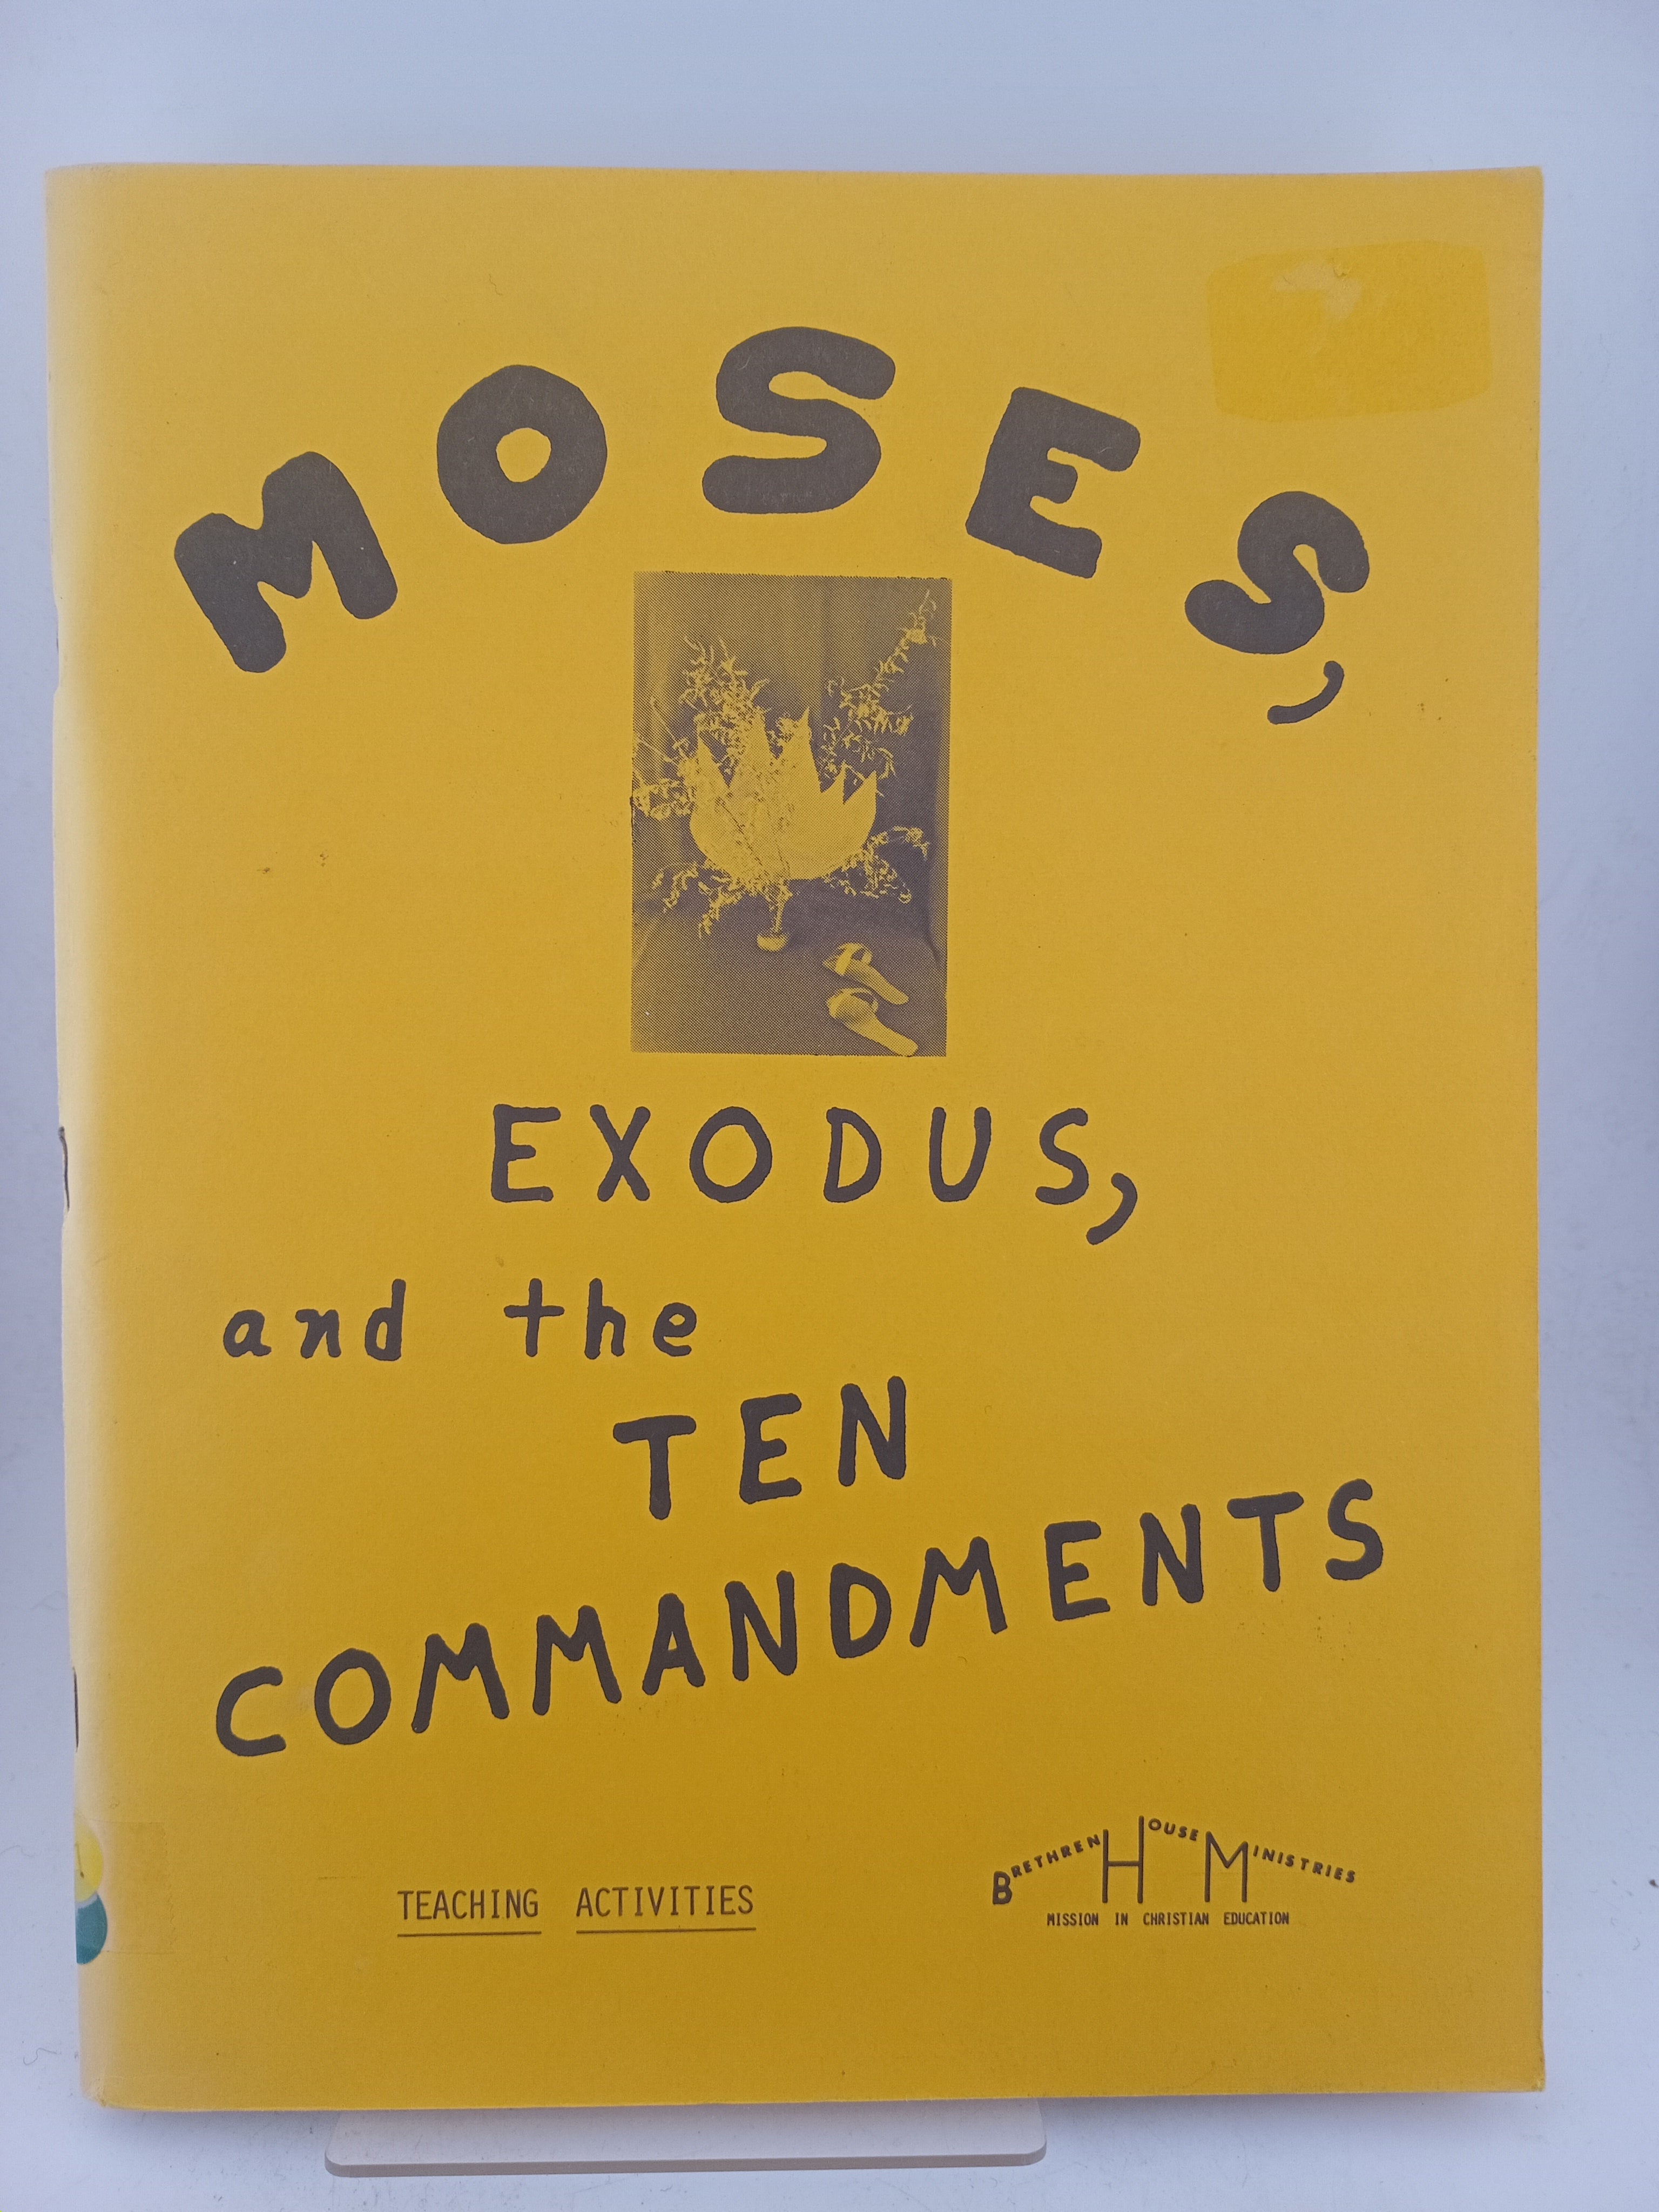 MOSES,
EXODUS,
and the
TEN
COMMANDMENTS
TEACHING ACTIVITIES
BRETHREN HOUSE MINISTRIES
MISSION IN CHRISTIAN EDUCATION